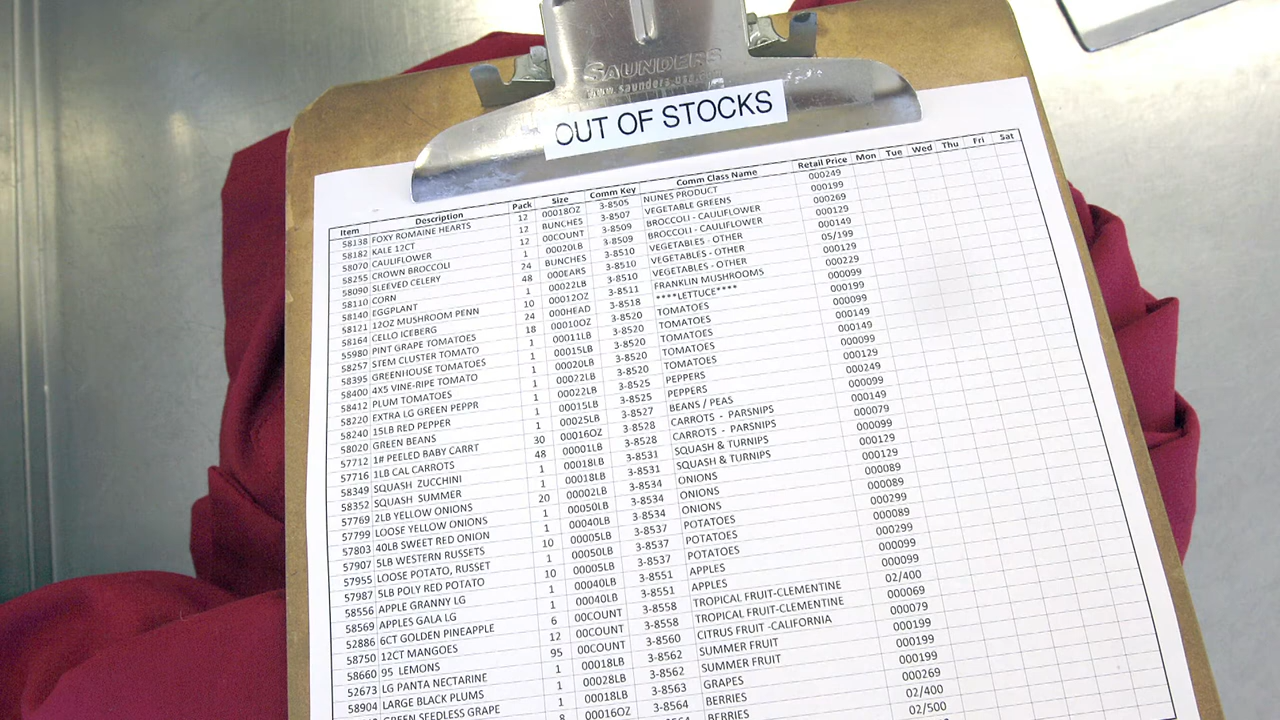 SAUNDERS
www.saunders-usa.com
OUT OF STOCKS
Item Description Pack Size Comm Key Comm Class Name Retail Price Mon Tue Wed Thu Fri Sat
58138 FOXY ROMAINE HEARTS 12 00018OZ 3-8505 NUNES PRODUCT 000249
58182 KALE 12CT 12 BUNCHES 3-8507 VEGETABLE GREENS 000199
58070 CAULIFLOWER 12 00COUNT 3-8509 BROCCOLI - CAULIFLOWER 000269
58255 CROWN BROCCOLI 1 00020LB 3-8509 BROCCOLI - CAULIFLOWER 000129
58090 SLEEVED CELERY 24 BUNCHES 3-8510 VEGETABLES - OTHER 000149
58110 CORN 48 000EARS 3-8510 VEGETABLES - OTHER 05/199
58140 EGGPLANT 1 00022LB 3-8510 VEGETABLES - OTHER 000129
58121 12OZ MUSHROOM PENN 10 00012OZ 3-8511 FRANKLIN MUSHROOMS 000229
58164 CELLO ICEBERG 24 000HEAD 3-8518 ****LETTUCE**** 000099
55980 PINT GRAPE TOMATOES 18 00010OZ 3-8520 TOMATOES 000199
58257 STEM CLUSTER TOMATO 1 00011LB 3-8520 TOMATOES 000099
58395 GREENHOUSE TOMATOES 1 00015LB 3-8520 TOMATOES 000149
58400 4X5 VINE-RIPE TOMATO 1 00020LB 3-8520 TOMATOES 000149
58412 PLUM TOMATOES 1 00022LB 3-8520 TOMATOES 000099
58220 EXTRA LG GREEN PEPPR 1 00022LB 3-8525 PEPPERS 000129
58240 15LB RED PEPPER 1 00015LB 3-8525 PEPPERS 000249
58020 GREEN BEANS 1 00025LB 3-8527 BEANS / PEAS 000099
57712 1# PEELED BABY CARRT 30 00016OZ 3-8528 CARROTS - PARSNIPS 000149
57716 1LB CAL CARROTS 48 00001LB 3-8528 CARROTS - PARSNIPS 000079
58349 SQUASH ZUCCHINI 1 00018LB 3-8531 SQUASH & TURNIPS 000099
58352 SQUASH SUMMER 1 00018LB 3-8531 SQUASH & TURNIPS 000129
57769 2LB YELLOW ONIONS 20 00002LB 3-8534 ONIONS 000129
57799 LOOSE YELLOW ONIONS 1 00050LB 3-8534 ONIONS 000089
57803 40LB SWEET RED ONION 1 00040LB 3-8534 ONIONS 000089
57907 5LB WESTERN RUSSETS 10 00005LB 3-8537 POTATOES 000299
57955 LOOSE POTATO, RUSSET 1 00050LB 3-8537 POTATOES 000089
57987 5LB POLY RED POTATO 10 00005LB 3-8537 POTATOES 000299
58556 APPLE GRANNY LG 1 00040LB 3-8551 APPLES 000099
58569 APPLES GALA LG 1 00040LB 3-8551 APPLES 000099
52886 6CT GOLDEN PINEAPPLE 6 00COUNT 3-8558 TROPICAL FRUIT-CLEMENTINE 02/400
58750 12CT MANGOES 12 00COUNT 3-8558 TROPICAL FRUIT-CLEMENTINE 000069
58660 95 LEMONS 95 00COUNT 3-8560 CITRUS FRUIT -CALIFORNIA 000079
52673 LG PANTA NECTARINE 1 00018LB 3-8562 SUMMER FRUIT 000199
58904 LARGE BLACK PLUMS 1 00028LB 3-8562 SUMMER FRUIT 000199
GREEN SEEDLESS GRAPE 1 00018LB 3-8563 GRAPES 000269
8 00016OZ 3-8564 BERRIES 02/400
BERRIES 02/500